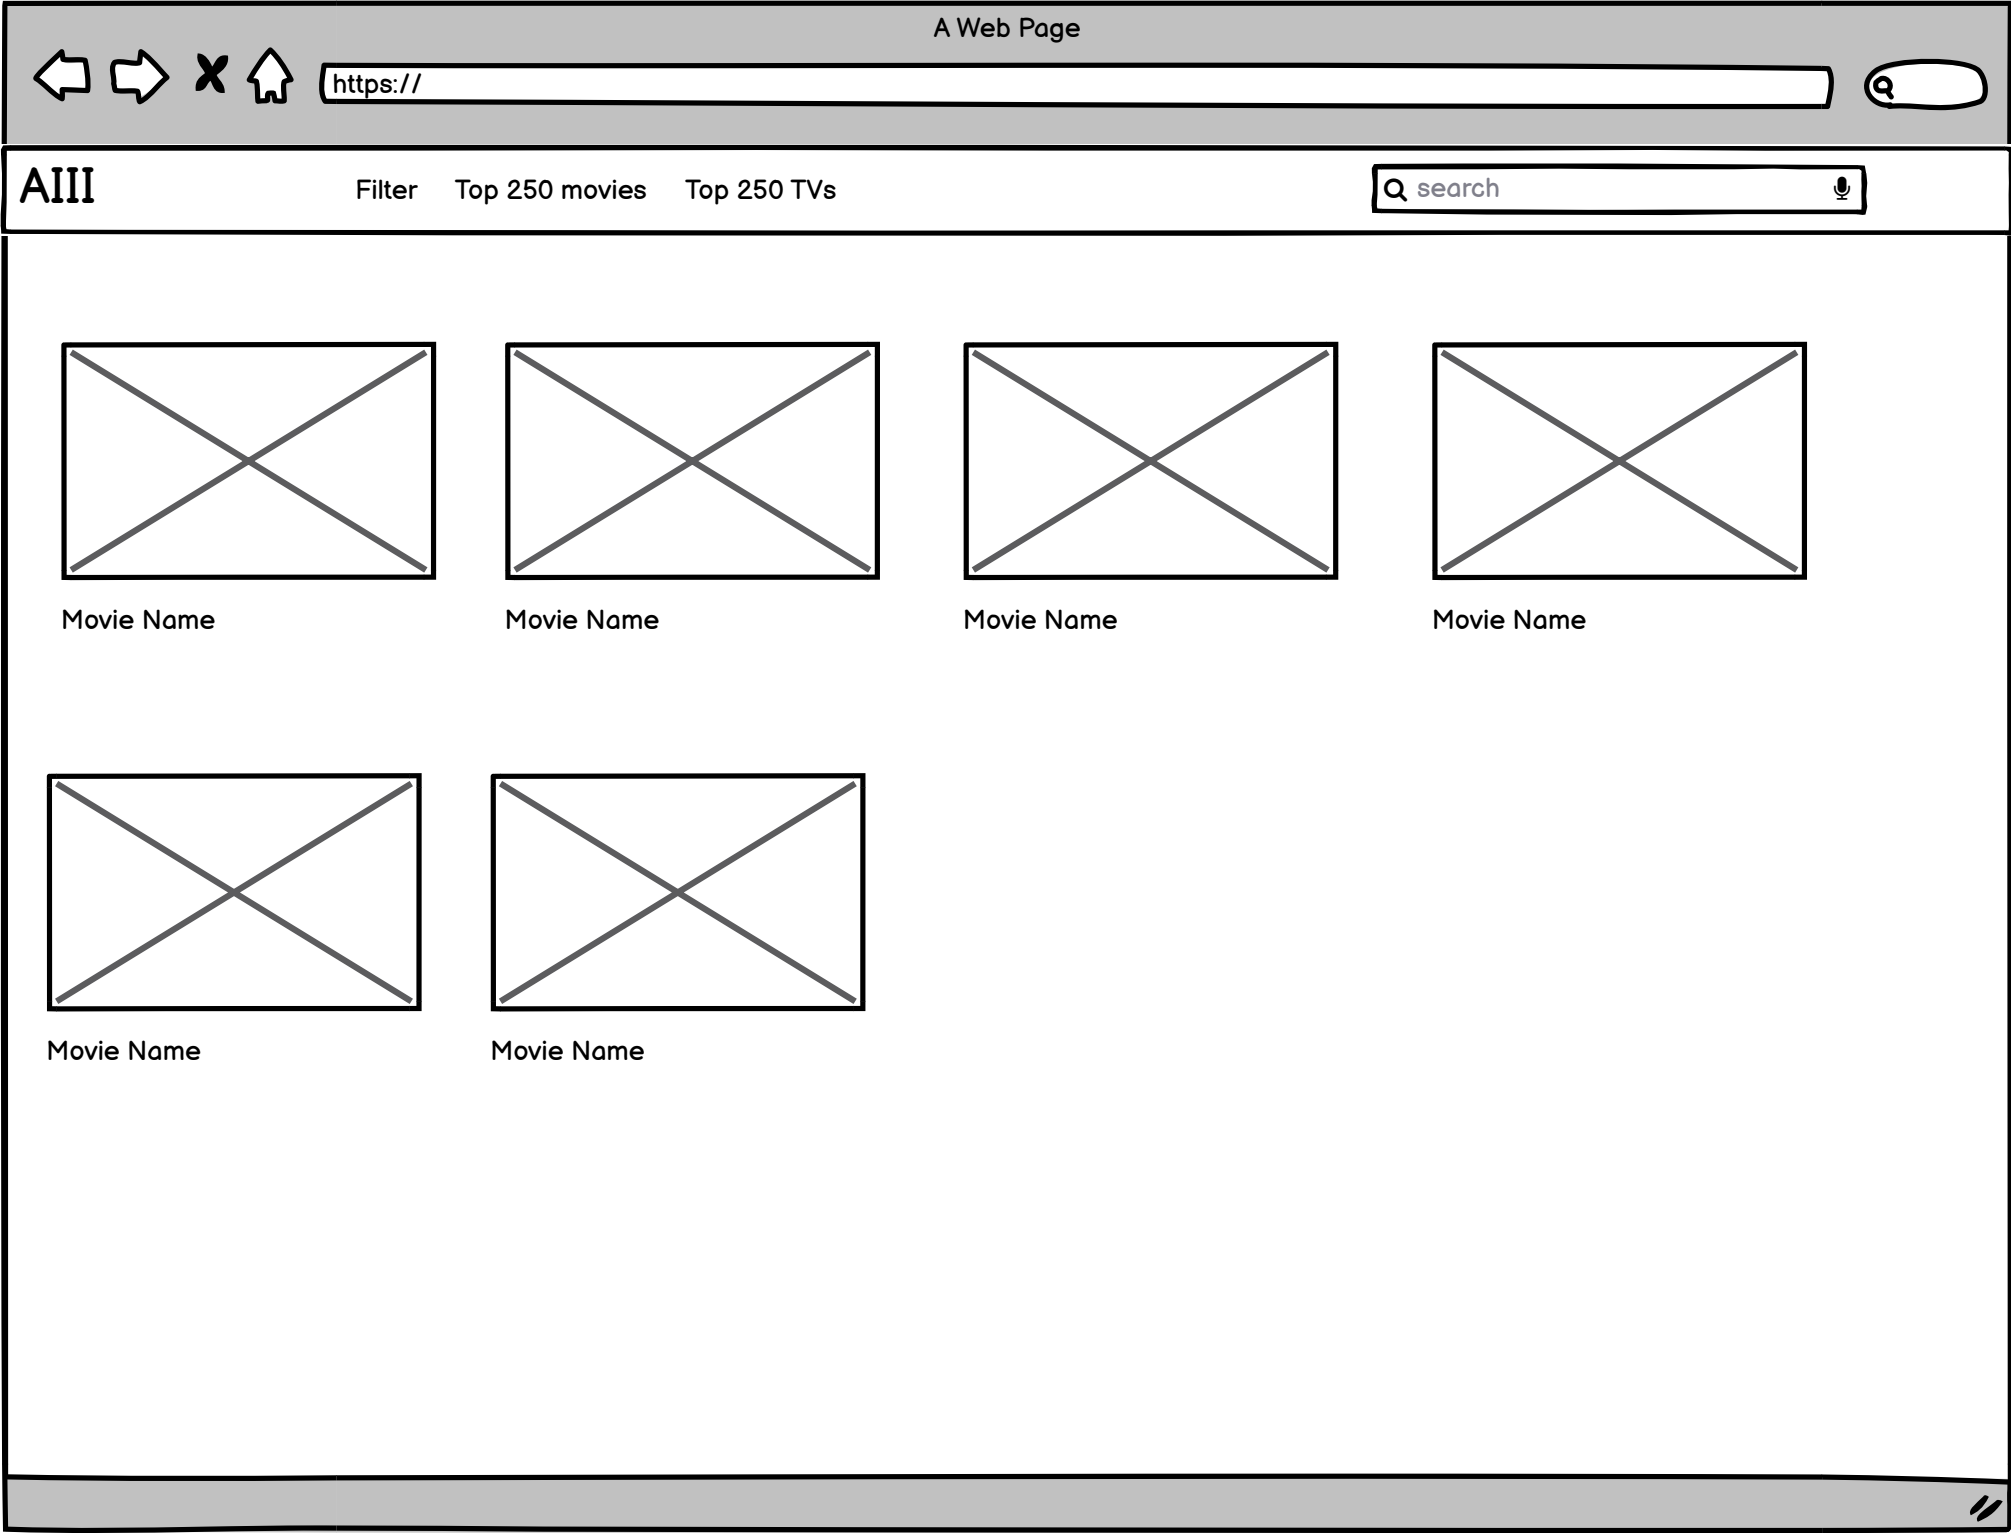 A Web Page
https://
AIII Filter Top 250 movies Top 250 TVs search
Movie Name Movie Name Movie Name Movie Name
Movie Name Movie Name